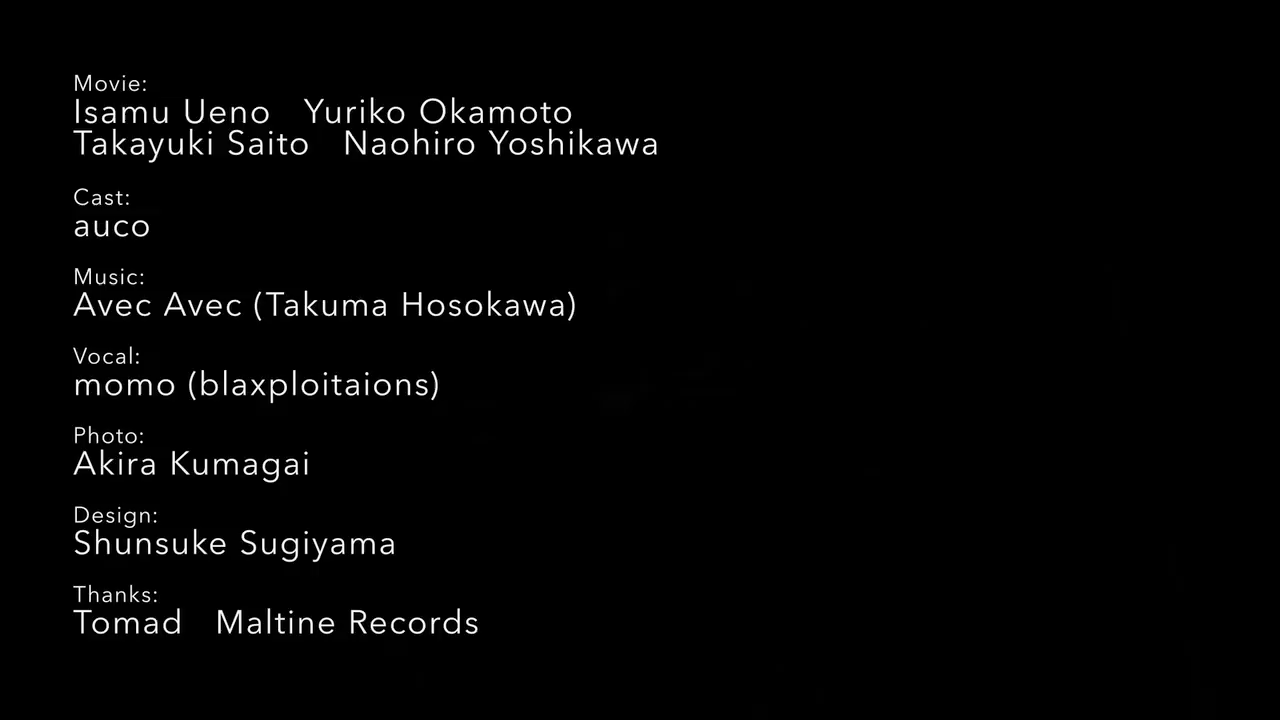 Movie:
Isamu Ueno Yuriko Okamoto
Takayuki Saito Naohiro Yoshikawa
Cast:
auco
Music:
Avec Avec (Takuma Hosokawa)
Vocal:
momo (blaxploitaions)
Photo:
Akira Kumagai
Design:
Shunsuke Sugiyama
Thanks:
Tomad Maltine Records